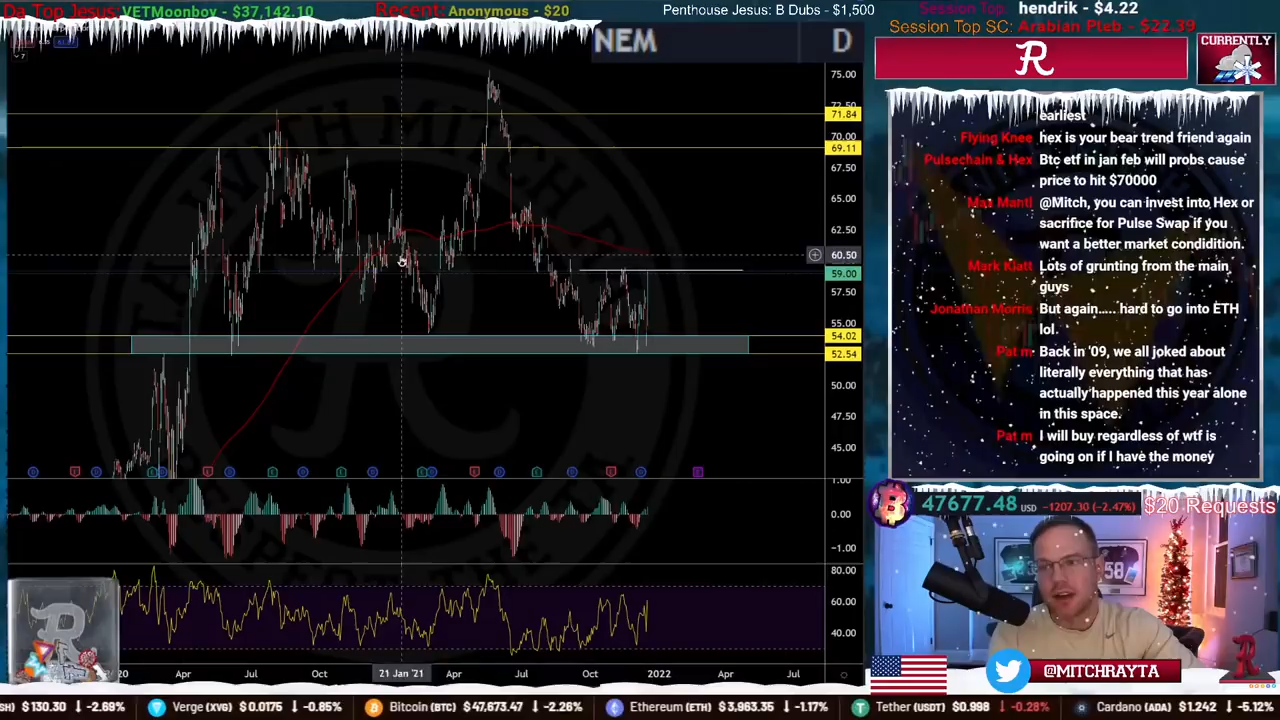 Da Top Jesus: VETMoonboy - $37,142.10
Recent: Anonymous - $20
Penthouse Jesus: B Dubs - $1,500
Session Top: hendrik - $4.22
Session Top SC: Arabian Pleb - $22.39
NEM
D
R
CURRENTLY
75.00
72.50
71.84
70.00
69.11
67.50
65.00
62.50
60.50
59.00
57.50
55.00
54.02
52.54
50.00
47.50
45.00
1.00
0.00
−1.00
80.00
60.00
40.00
Apr
Jul
Oct
21 Jan '21
Apr
Jul
Oct
2022
Apr
Jul
earliest
Flying Knee hex is your bear trend friend again
Pulsechain & Hex Btc etf in jan feb will probs cause
price to hit $70000
Max Mantl @Mitch, you can invest into Hex or
sacrifice for Pulse Swap if you
want a better market condidition.
Mark Klatt Lots of grunting from the main
guys
Jonathan Morris But again..... hard to go into ETH
lol.
Pat m Back in '09, we all joked about
literally everything that has
actually happened this year alone
in this space.
Pat m I will buy regardless of wtf is
going on if I have the money
47677.48 USD −1207.30 (−2.47%) $20 Requests
58
@MITCHRAYTA
SH) $130.30 ↓ -2.69% Verge (XVG) $0.0175 ↓ -0.85% Bitcoin (BTC) $47,673.47 ↓ -2.26% Ethereum (ETH) $3,963.35 ↓ -1.17% Tether (USDT) $0.998 ↓ -0.28% Cardano (ADA) $1.242 ↓ -5.12%